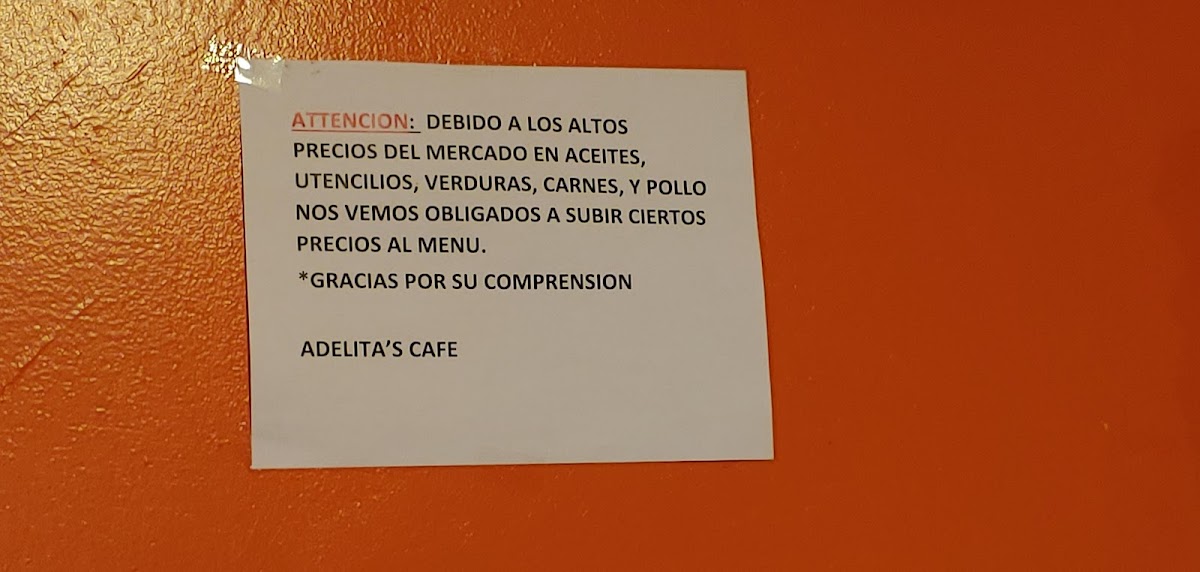 ATTENCION: DEBIDO A LOS ALTOS
PRECIOS DEL MERCADO EN ACEITES,
UTENCILIOS, VERDURAS, CARNES, Y POLLO
NOS VEMOS OBLIGADOS A SUBIR CIERTOS
PRECIOS AL MENU.
*GRACIAS POR SU COMPRENSION
ADELITA’S CAFE